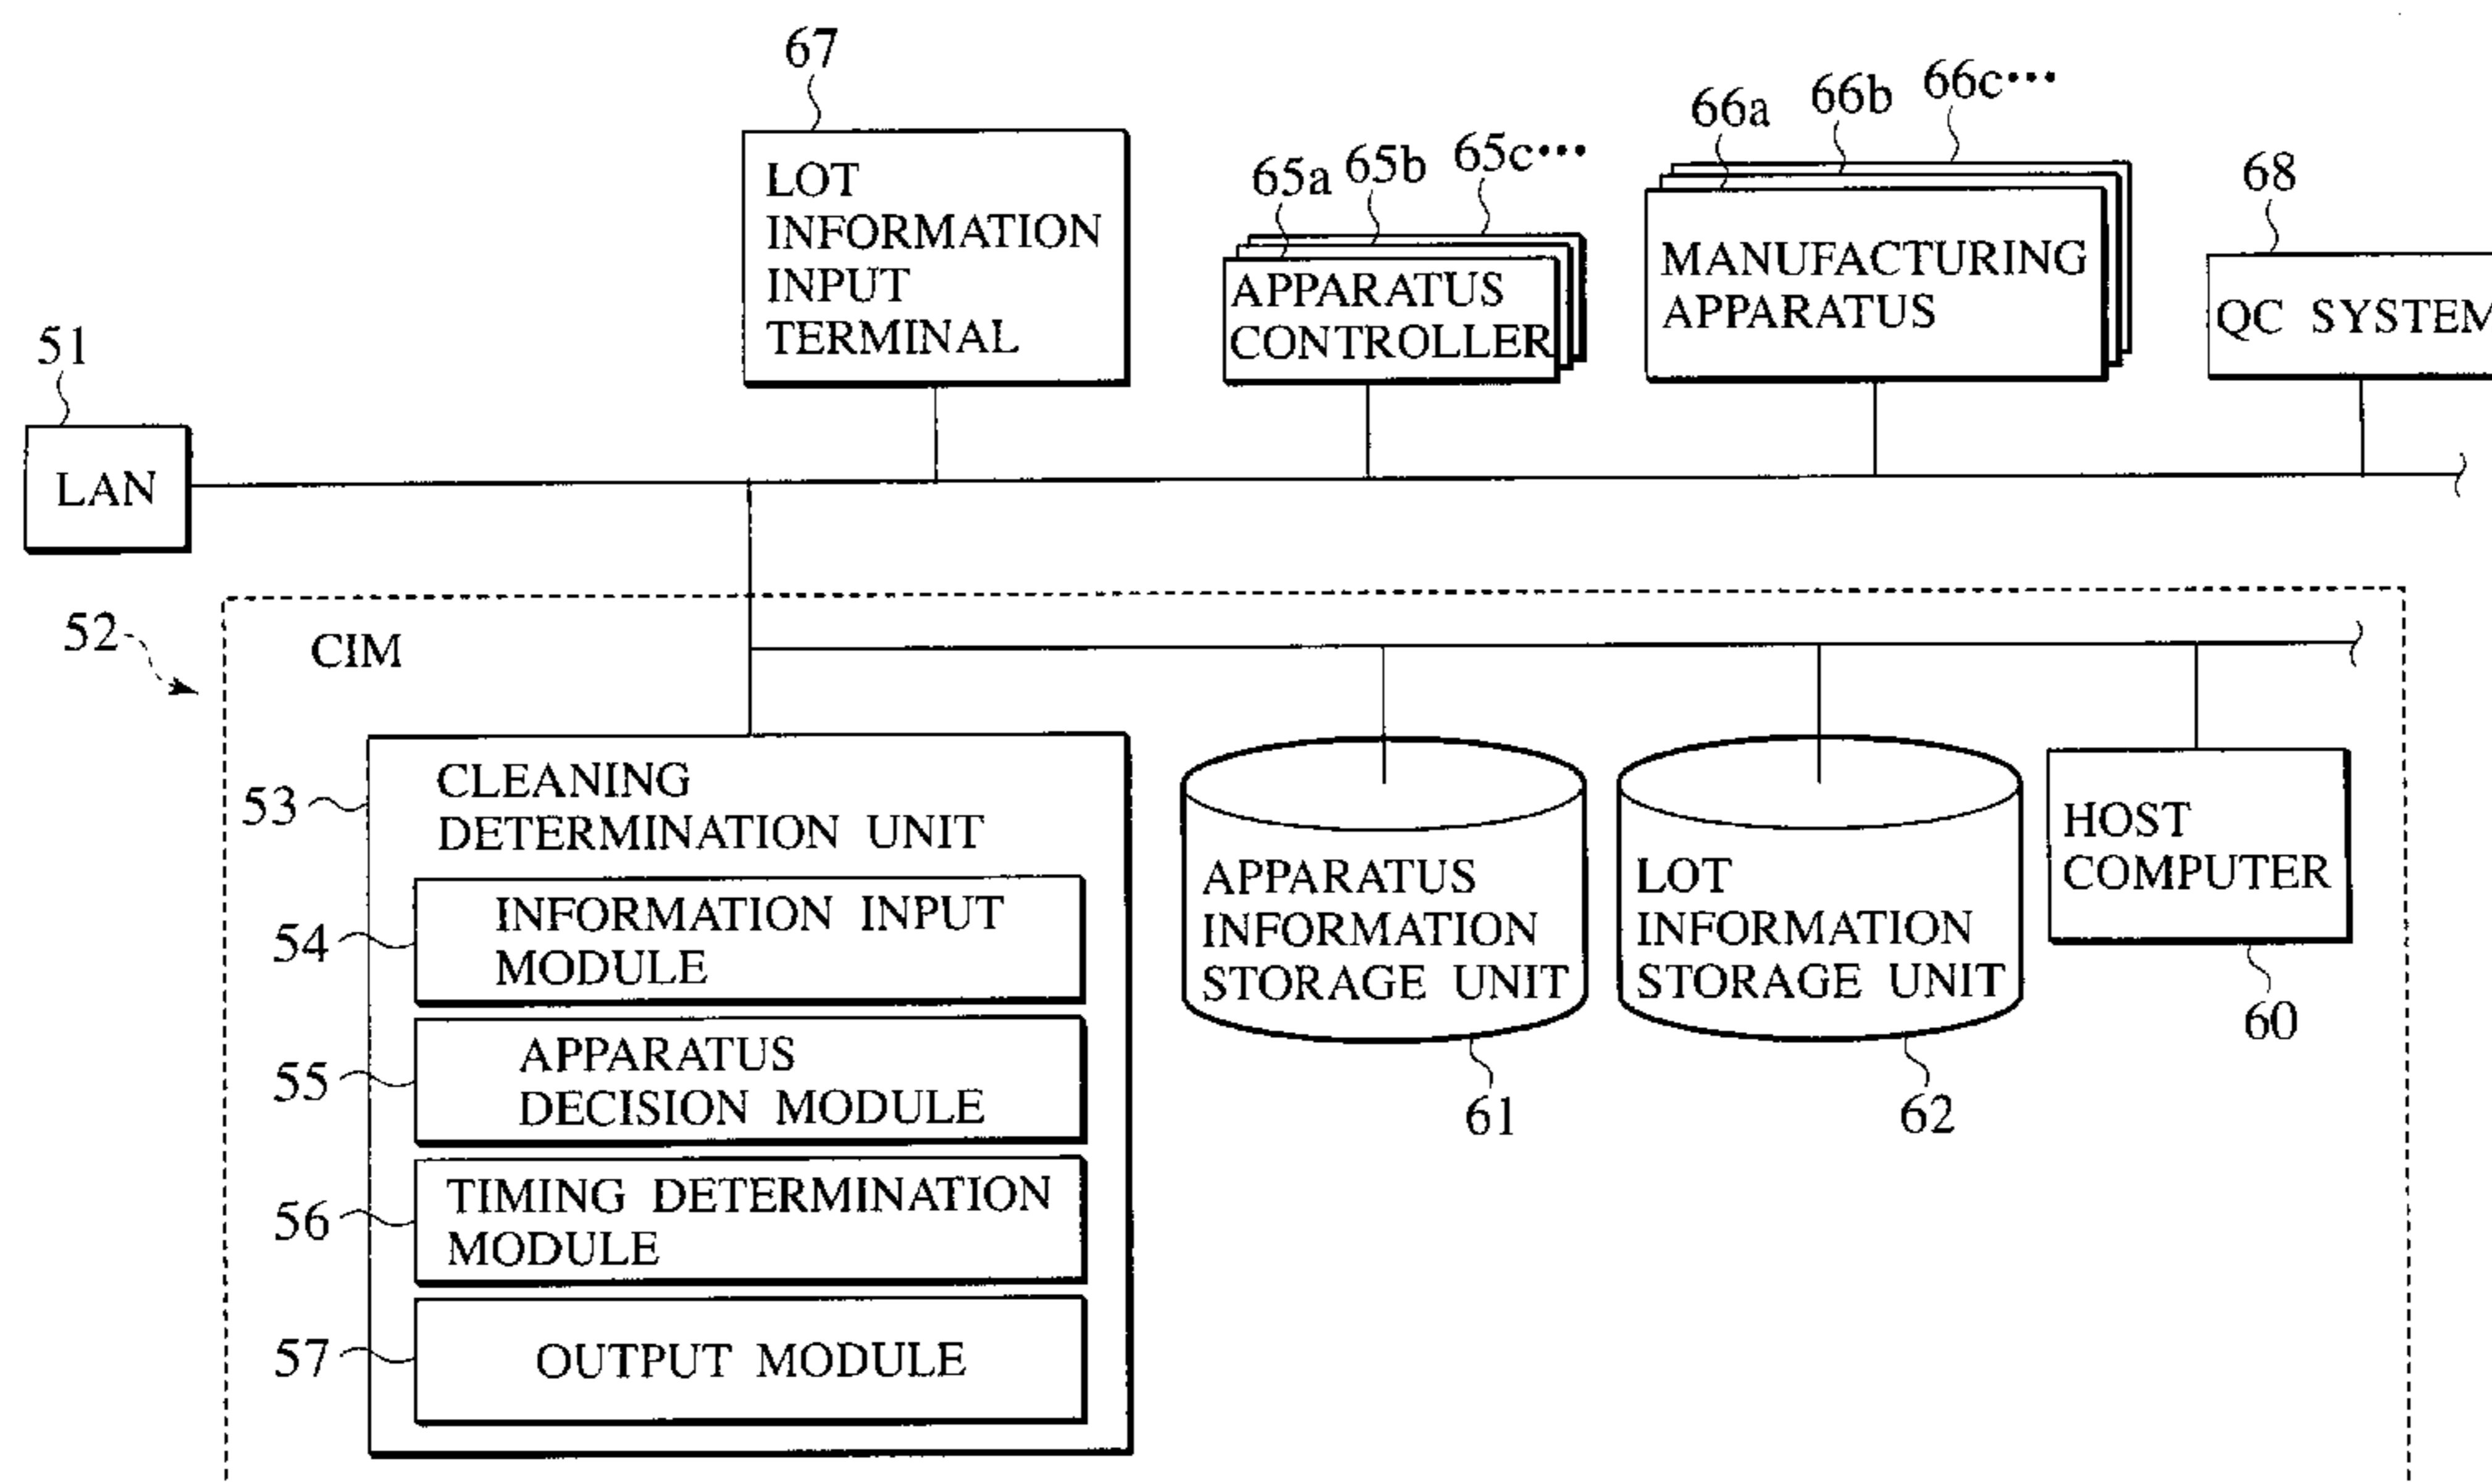 67
LOT
INFORMATION
INPUT
TERMINAL
65a 65b 65c•••
APPARATUS
CONTROLLER
66a 66b 66c•••
MANUFACTURING
APPARATUS
68
QC SYSTEM
51
LAN
52
CIM
53
CLEANING
DETERMINATION UNIT
54
INFORMATION INPUT
MODULE
55
APPARATUS
DECISION MODULE
56
TIMING DETERMINATION
MODULE
57
OUTPUT MODULE
APPARATUS
INFORMATION
STORAGE UNIT
61
LOT
INFORMATION
STORAGE UNIT
62
HOST
COMPUTER
60